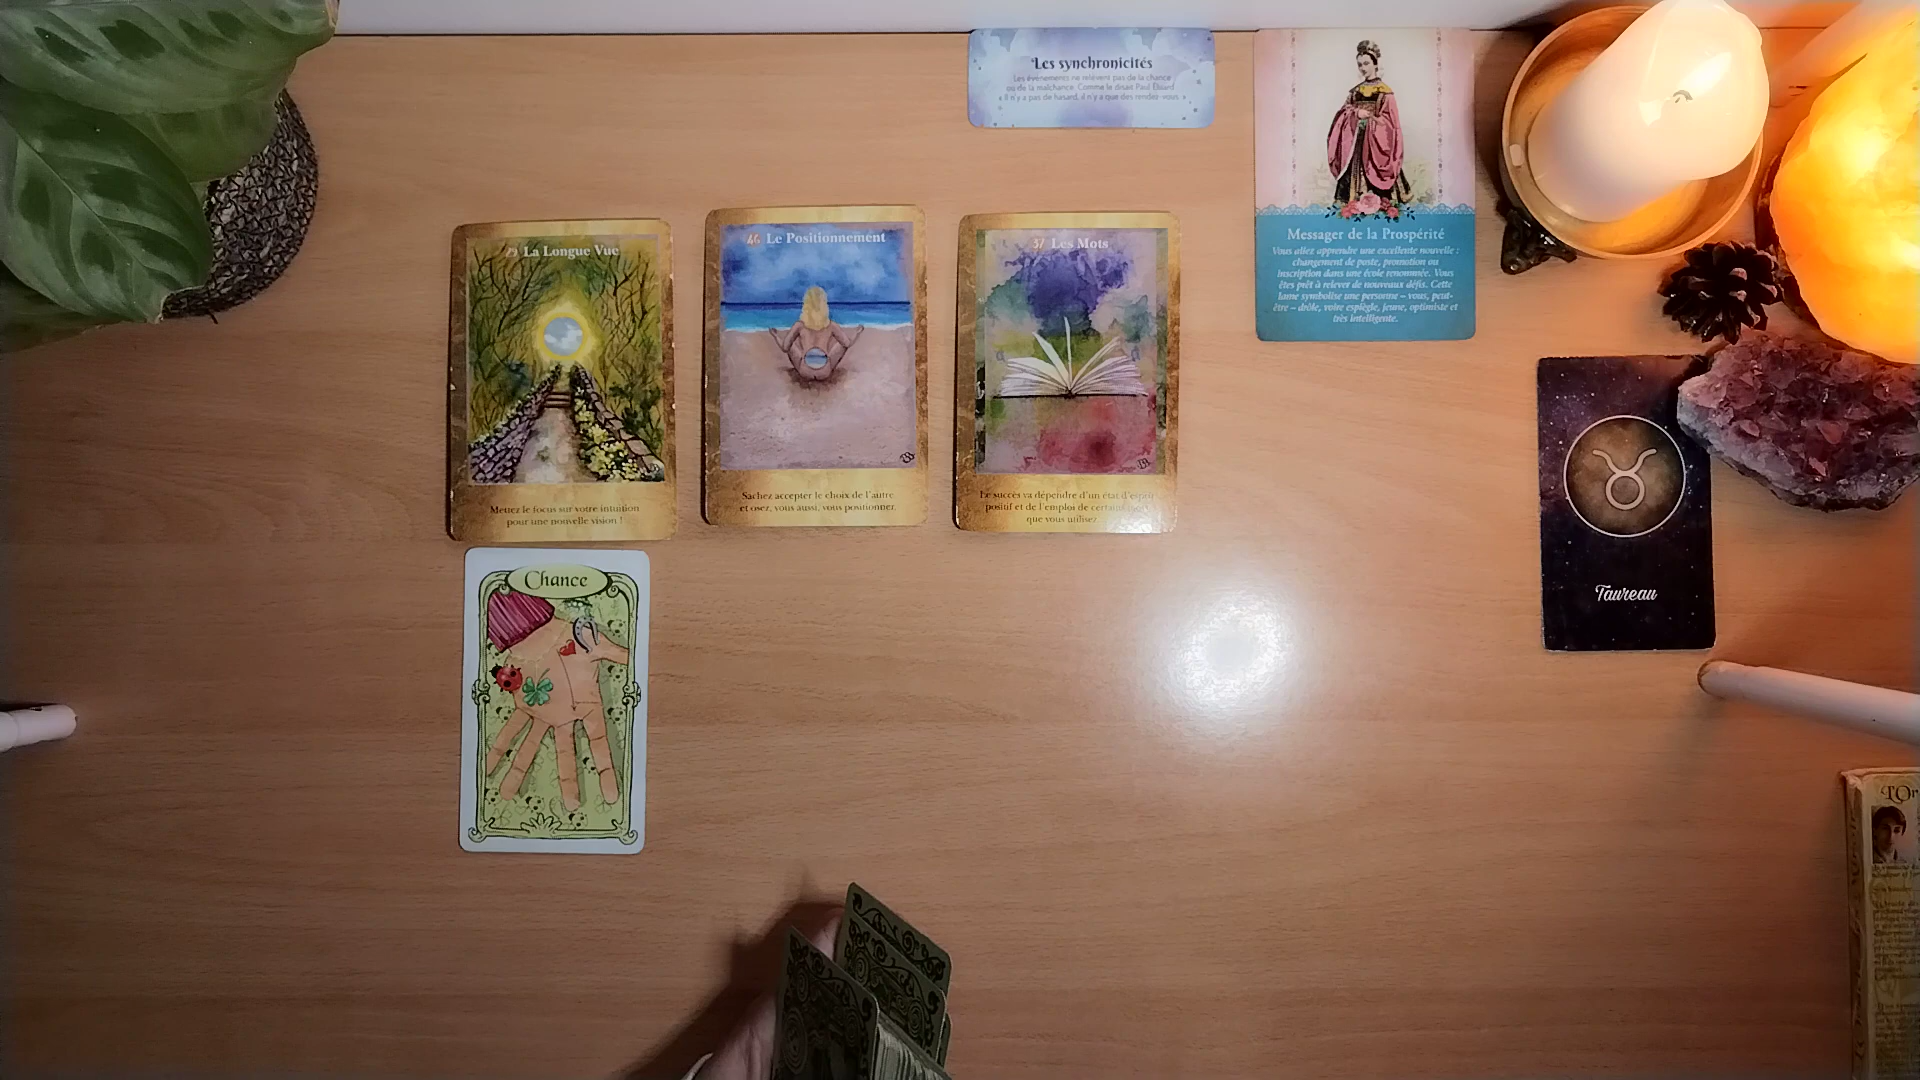 Les synchronicités
Les évènements ne relèvent pas de la chance
ou de la malchance. Comme le disait Paul Éluard
« Il n'y a pas de hasard, il n'y a que des rendez-vous. »
Messager de la Prospérité
Vous allez apprendre une excellente nouvelle :
changement de poste, promotion ou
inscription dans une école renommée. Vous
êtes prêt à relever de nouveaux défis. Cette
lame symbolise une personne – vous, peut-
être – drôle, voire espiègle, jeune, optimiste et
très intelligente.
La Longue Vue
Mettez le focus sur votre intuition
pour une nouvelle vision !
Le Positionnement
Sachez accepter le choix de l'autre
et osez, vous aussi, vous positionner.
Les Mots
Le succès va dépendre d'un état d'esprit
positif et de l'emploi de certains
que vous utilisez
Chance
Taureau
L'Or